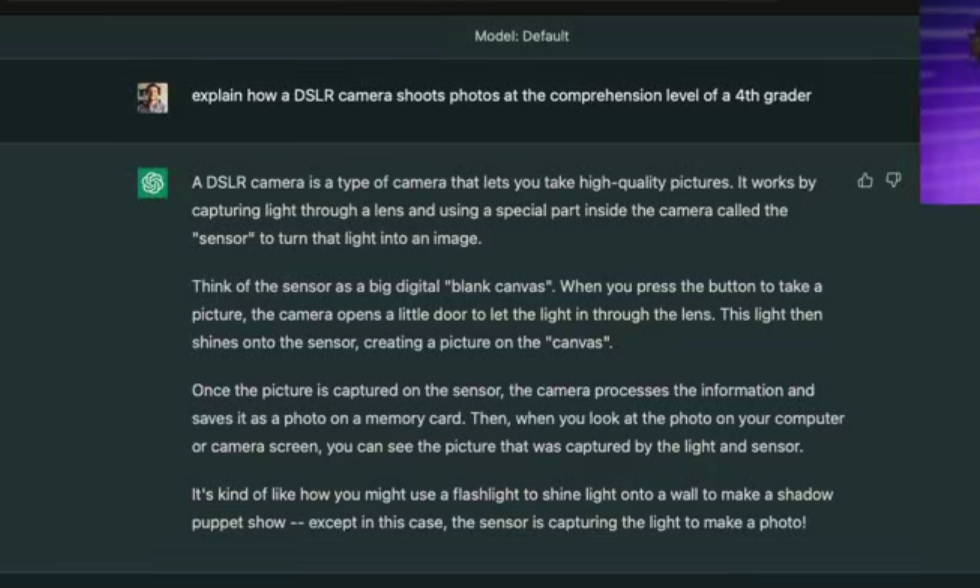 Model: Default
explain how a DSLR camera shoots photos at the comprehension level of a 4th grader
A DSLR camera is a type of camera that lets you take high-quality pictures. It works by
capturing light through a lens and using a special part inside the camera called the
"sensor" to turn that light into an image.
Think of the sensor as a big digital "blank canvas". When you press the button to take a
picture, the camera opens a little door to let the light in through the lens. This light then
shines onto the sensor, creating a picture on the "canvas".
Once the picture is captured on the sensor, the camera processes the information and
saves it as a photo on a memory card. Then, when you look at the photo on your computer
or camera screen, you can see the picture that was captured by the light and sensor.
It's kind of like how you might use a flashlight to shine light onto a wall to make a shadow
puppet show -- except in this case, the sensor is capturing the light to make a photo!